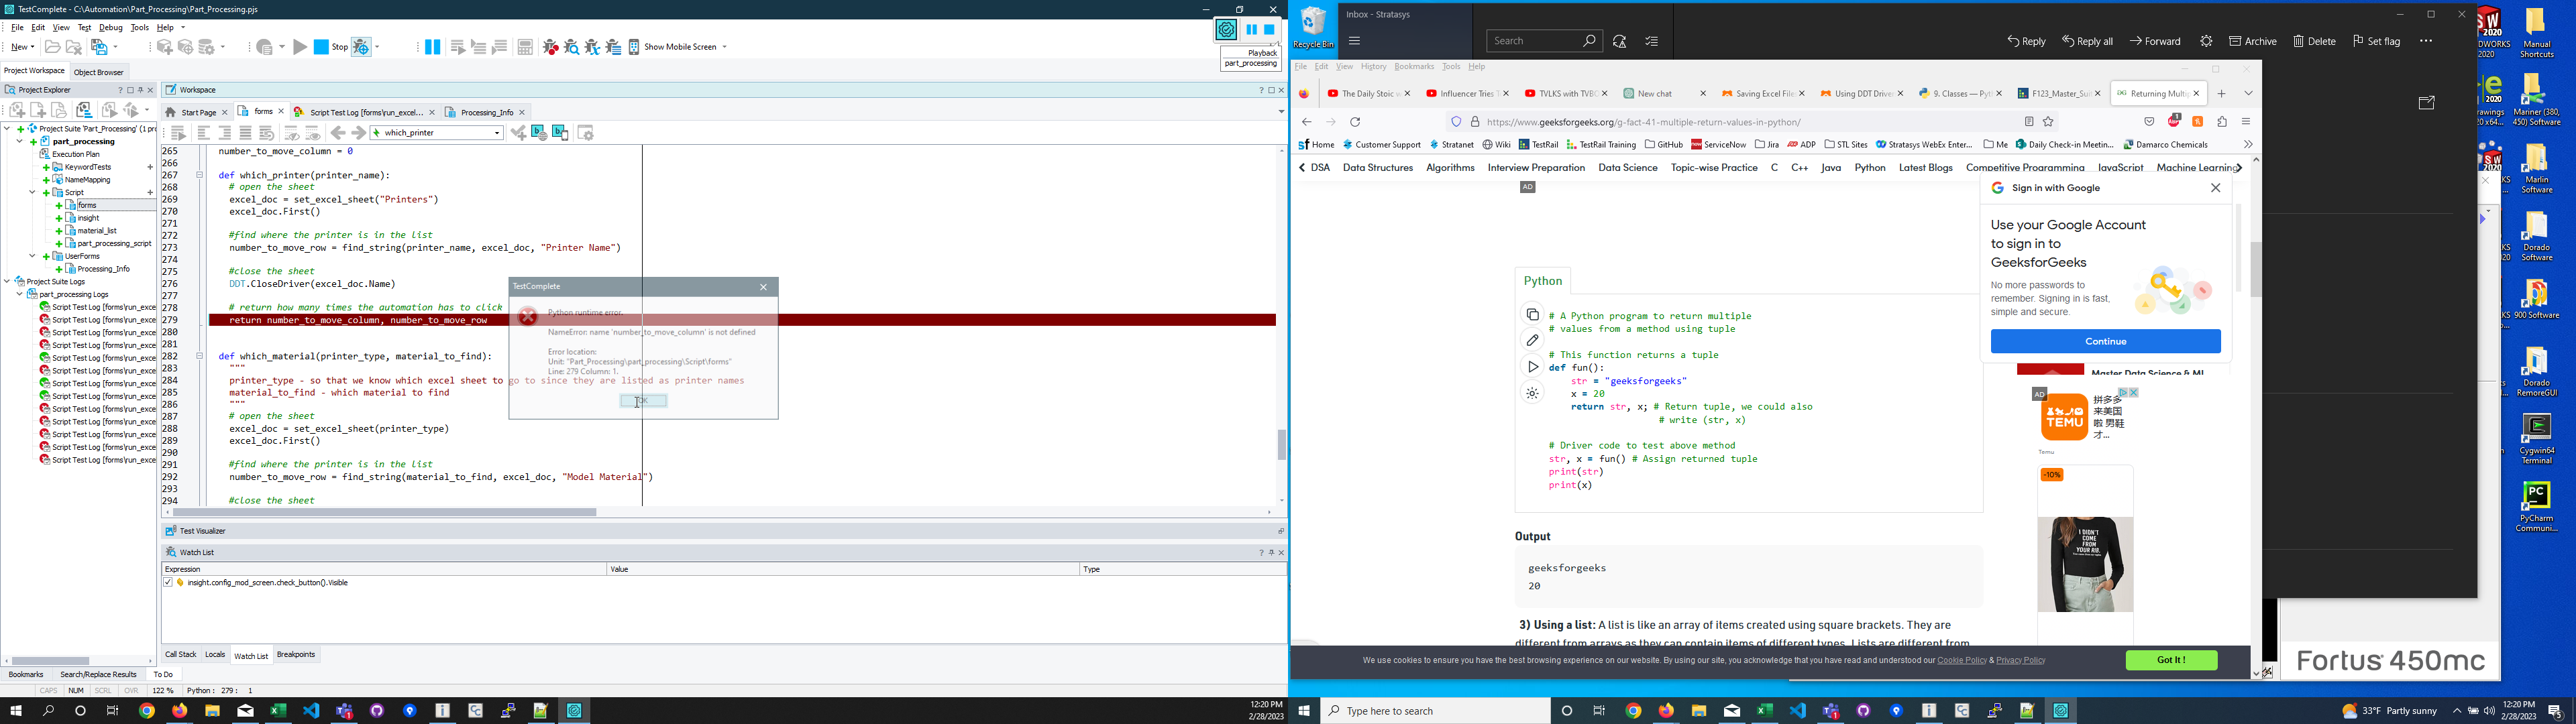 TestComplete - C:\Automation\Part_Processing\Part_Processing.pjs
File Edit View Test Debug Tools Help
New
Stop
Show Mobile Screen
Playback
part_processing
Project Workspace
Object Browser
Project Explorer
Project Suite 'Part_Processing' (1 pro
part_processing
Execution Plan
KeywordTests
NameMapping
Script
forms
insight
material_list
part_processing_script
UserForms
Processing_Info
Project Suite Logs
part_processing Logs
Script Test Log [forms\run_exce
Script Test Log [forms\run_exce
Script Test Log [forms\run_exce
Script Test Log [forms\run_exce
Script Test Log [forms\run_exce
Script Test Log [forms\run_exce
Script Test Log [forms\run_exce
Script Test Log [forms\run_exce
Script Test Log [forms\run_exce
Script Test Log [forms\run_exce
Script Test Log [forms\run_exce
Script Test Log [forms\run_exce
Script Test Log [forms\run_exce
Bookmarks Search/Replace Results To Do
CAPS NUM SCRL OVR 122 % Python : 279 : 1
Workspace
Start Page
forms
Script Test Log [forms\run_excel...
Processing_Info
which_printer
265 number_to_move_column = 0
266
267 def which_printer(printer_name):
268 # open the sheet
269 excel_doc = set_excel_sheet("Printers")
270 excel_doc.First()
271
272 #find where the printer is in the list
273 number_to_move_row = find_string(printer_name, excel_doc, "Printer Name")
274
275 #close the sheet
276 DDT.CloseDriver(excel_doc.Name)
277
278 # return how many times the automation has to click
279 return number_to_move_column, number_to_move_row
280
281
282 def which_material(printer_type, material_to_find):
283 """
284 printer_type - so that we know which excel sheet to go to since they are listed as printer names
285 material_to_find - which material to find
286 """
287 # open the sheet
288 excel_doc = set_excel_sheet(printer_type)
289 excel_doc.First()
290
291 #find where the printer is in the list
292 number_to_move_row = find_string(material_to_find, excel_doc, "Model Material")
293
294 #close the sheet
TestComplete
Python runtime error.
NameError: name 'number_to_move_column' is not defined
Error location:
Unit: "Part_Processing\part_processing\Script\forms"
Line: 279 Column: 1.
OK
Test Visualizer
Watch List
Expression Value Type
insight.config_mod_screen.check_button().Visible
Call Stack Locals Watch List Breakpoints
12:20 PM
2/28/2023
Recycle Bin
Inbox - Stratasys
Search
Reply Reply all Forward Archive Delete Set flag
File Edit View History Bookmarks Tools Help
The Daily Stoic
Influencer Tries
TVLKS with TVBO
New chat
Saving Excel File
Using DDT Driver
9. Classes — Pyth
F123_Master_Suit
Returning Multip
https://www.geeksforgeeks.org/g-fact-41-multiple-return-values-in-python/
Home Customer Support Stratanet Wiki TestRail TestRail Training GitHub ServiceNow Jira ADP STL Sites Stratasys WebEx Enter... Me Daily Check-in Meetin... Damarco Chemicals
DSA Data Structures Algorithms Interview Preparation Data Science Topic-wise Practice C C++ Java Python Latest Blogs Competitive Programming JavaScript Machine Learning
AD
Python
# A Python program to return multiple
# values from a method using tuple
# This function returns a tuple
def fun():
str = "geeksforgeeks"
x = 20
return str, x; # Return tuple, we could also
# write (str, x)
# Driver code to test above method
str, x = fun() # Assign returned tuple
print(str)
print(x)
Output
geeksforgeeks
20
3) Using a list: A list is like an array of items created using square brackets. They are
different from arrays as they can contain items of different types. Lists are different from
Sign in with Google
Use your Google Account
to sign in to
GeeksforGeeks
No more passwords to
remember. Signing in is fast,
simple and secure.
Continue
Master Data Science & ML
AD
TEMU
拼多多
来美国
啦 男鞋
才...
Temu
-10%
I DIDN'T
COME
FROM
YOUR RIB.
We use cookies to ensure you have the best browsing experience on our website. By using our site, you acknowledge that you have read and understood our Cookie Policy & Privacy Policy
Got It !
Fortus 450mc
Manual Shortcuts
Mariner (380, 450) Software
Marlin Software
Dorado Software
900 Software
Dorado RemoreGUI
Cygwin64 Terminal
PyCharm Communi...
Type here to search
33°F Partly sunny
12:20 PM
2/28/2023